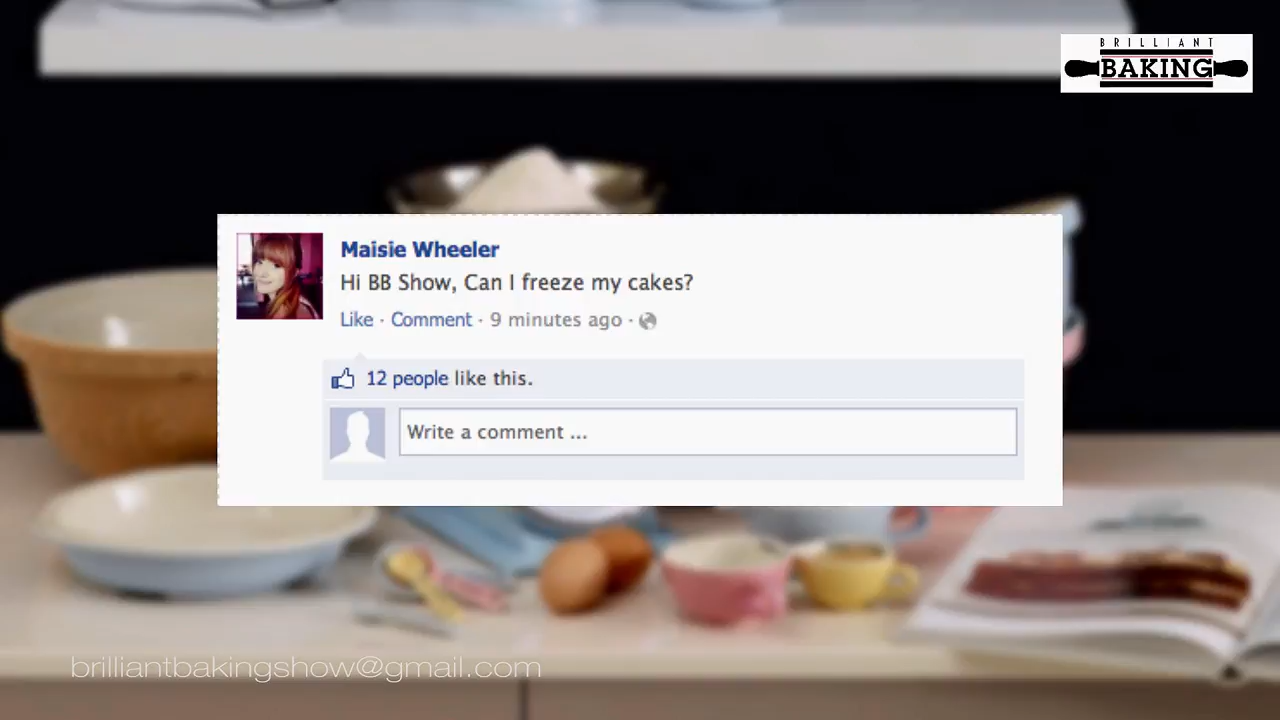 BRILLIANT
BAKING
Maisie Wheeler
Hi BB Show, Can I freeze my cakes?
Like · Comment · 9 minutes ago ·
12 people like this.
Write a comment ...
brilliantbakingshow@gmail.com